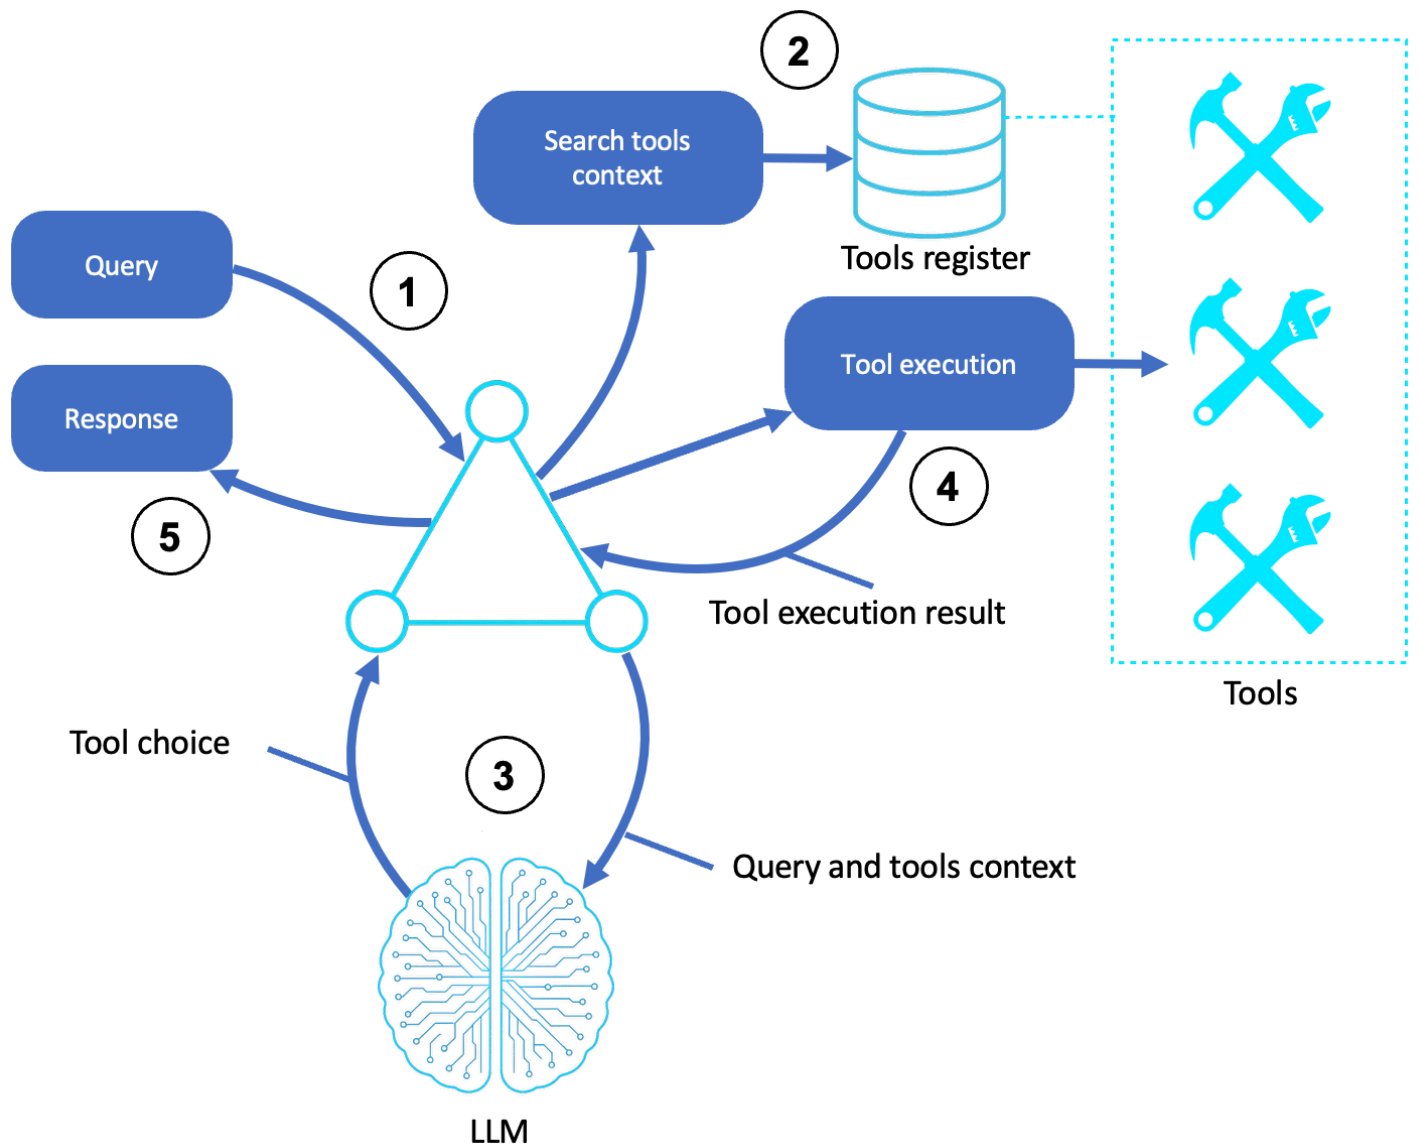 2
Search tools
context
Tools register
Query
1
Tool execution
Response
4
5
Tool execution result
Tools
Tool choice
3
Query and tools context
LLM